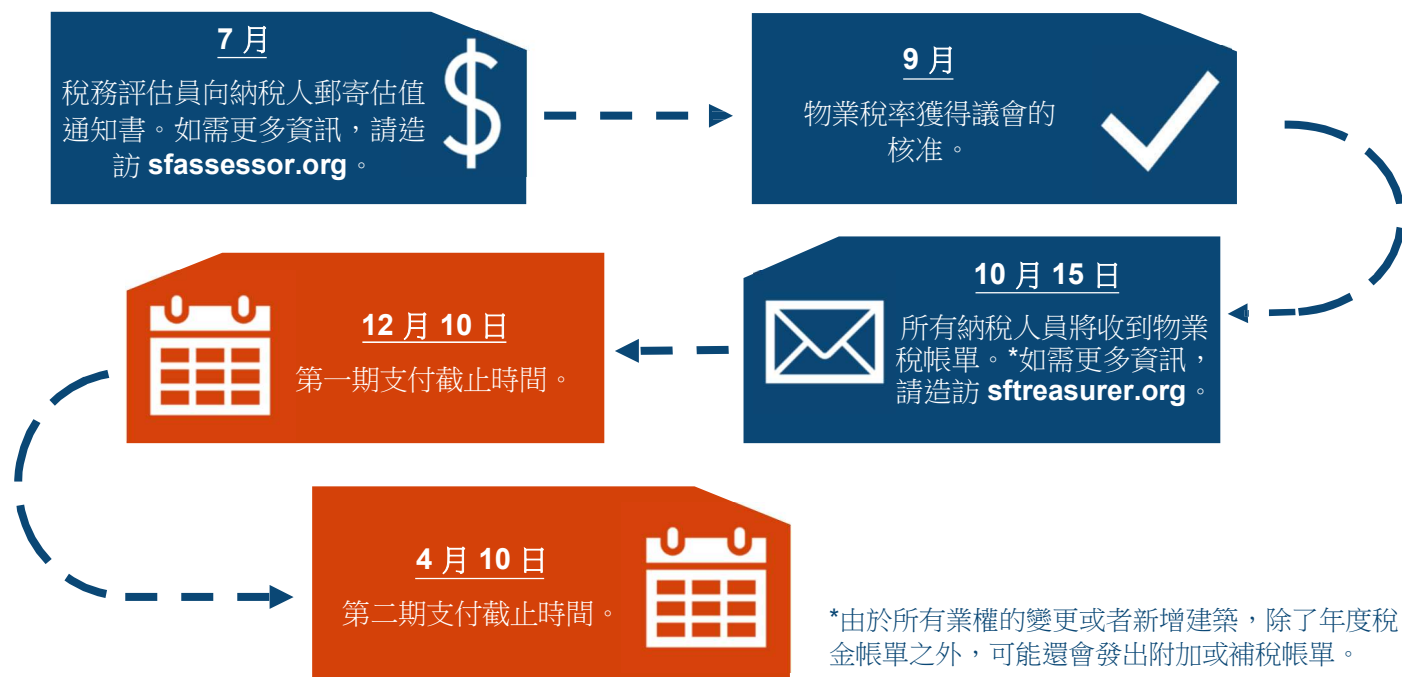 7 月
稅務評估員向納稅人郵寄估值
通知書。如需更多資訊，請造
訪 sfassessor.org。
9 月
物業稅率獲得議會的
核准。
10 月 15 日
所有納稅人員將收到物業
稅帳單。*如需更多資訊，
請造訪 sftreasurer.org。
12 月 10 日
第一期支付截止時間。
4 月 10 日
第二期支付截止時間。
*由於所有業權的變更或者新增建築，除了年度稅
金帳單之外，可能還會發出附加或補稅帳單。